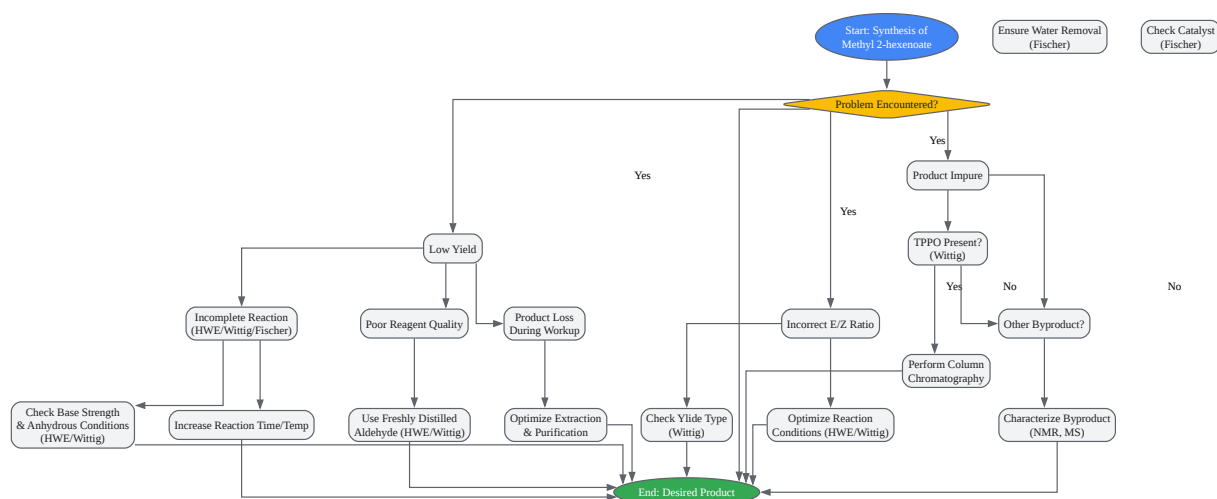 Start: Synthesis of
Methyl 2-hexenoate
Ensure Water Removal
(Fischer)
Check Catalyst
(Fischer)
Problem Encountered?
Yes
Product Impure
Yes
Yes
Low Yield
TPPO Present?
(Wittig)
Yes
No
No
Incomplete Reaction
(HWE/Wittig/Fischer)
Poor Reagent Quality
Product Loss
During Workup
Incorrect E/Z Ratio
Other Byproduct?
Perform Column
Chromatography
Check Base Strength
& Anhydrous Conditions
(HWE/Wittig)
Increase Reaction Time/Temp
Use Freshly Distilled
Aldehyde (HWE/Wittig)
Optimize Extraction
& Purification
Check Ylide Type
(Wittig)
Optimize Reaction
Conditions (HWE/Wittig)
Characterize Byproduct
(NMR, MS)
End: Desired Product